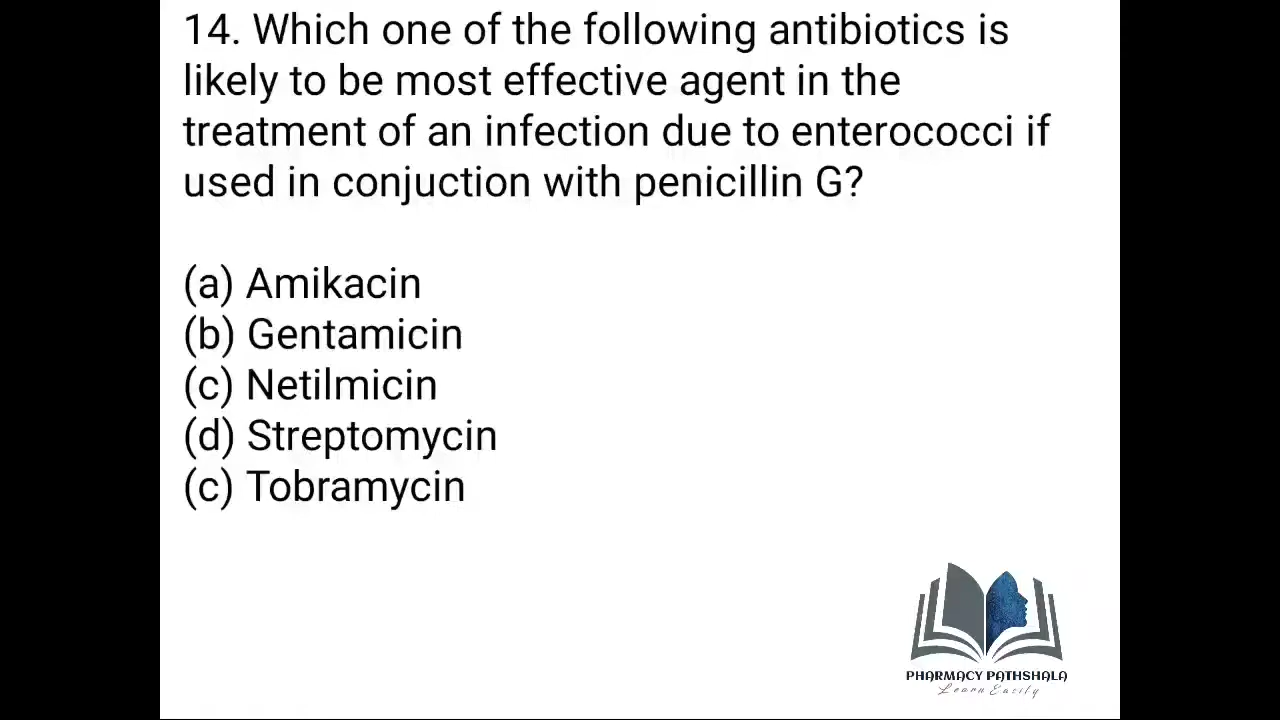 14. Which one of the following antibiotics is
likely to be most effective agent in the
treatment of an infection due to enterococci if
used in conjuction with penicillin G?
(a) Amikacin
(b) Gentamicin
(c) Netilmicin
(d) Streptomycin
(c) Tobramycin
PHARMACY PATHSHALA
Learn Easily